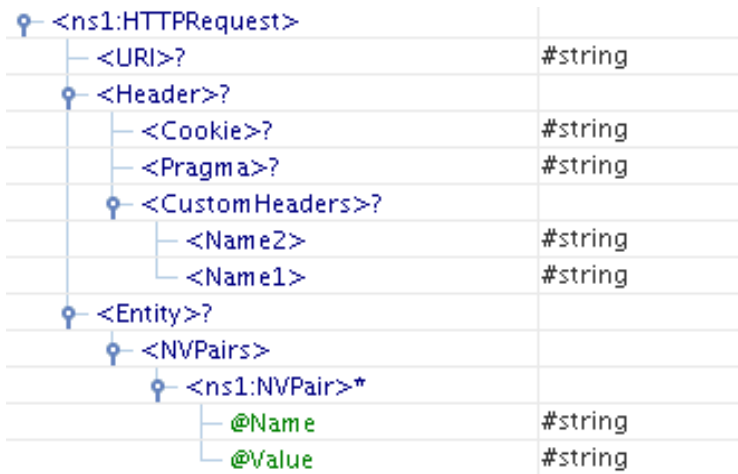 <ns1:HTTPRequest>
<URI>? #string
<Header>?
<Cookie>? #string
<Pragma>? #string
<CustomHeaders>?
<Name2> #string
<Name1> #string
<Entity>?
<NVPairs>
<ns1:NVPair>*
@Name #string
@Value #string